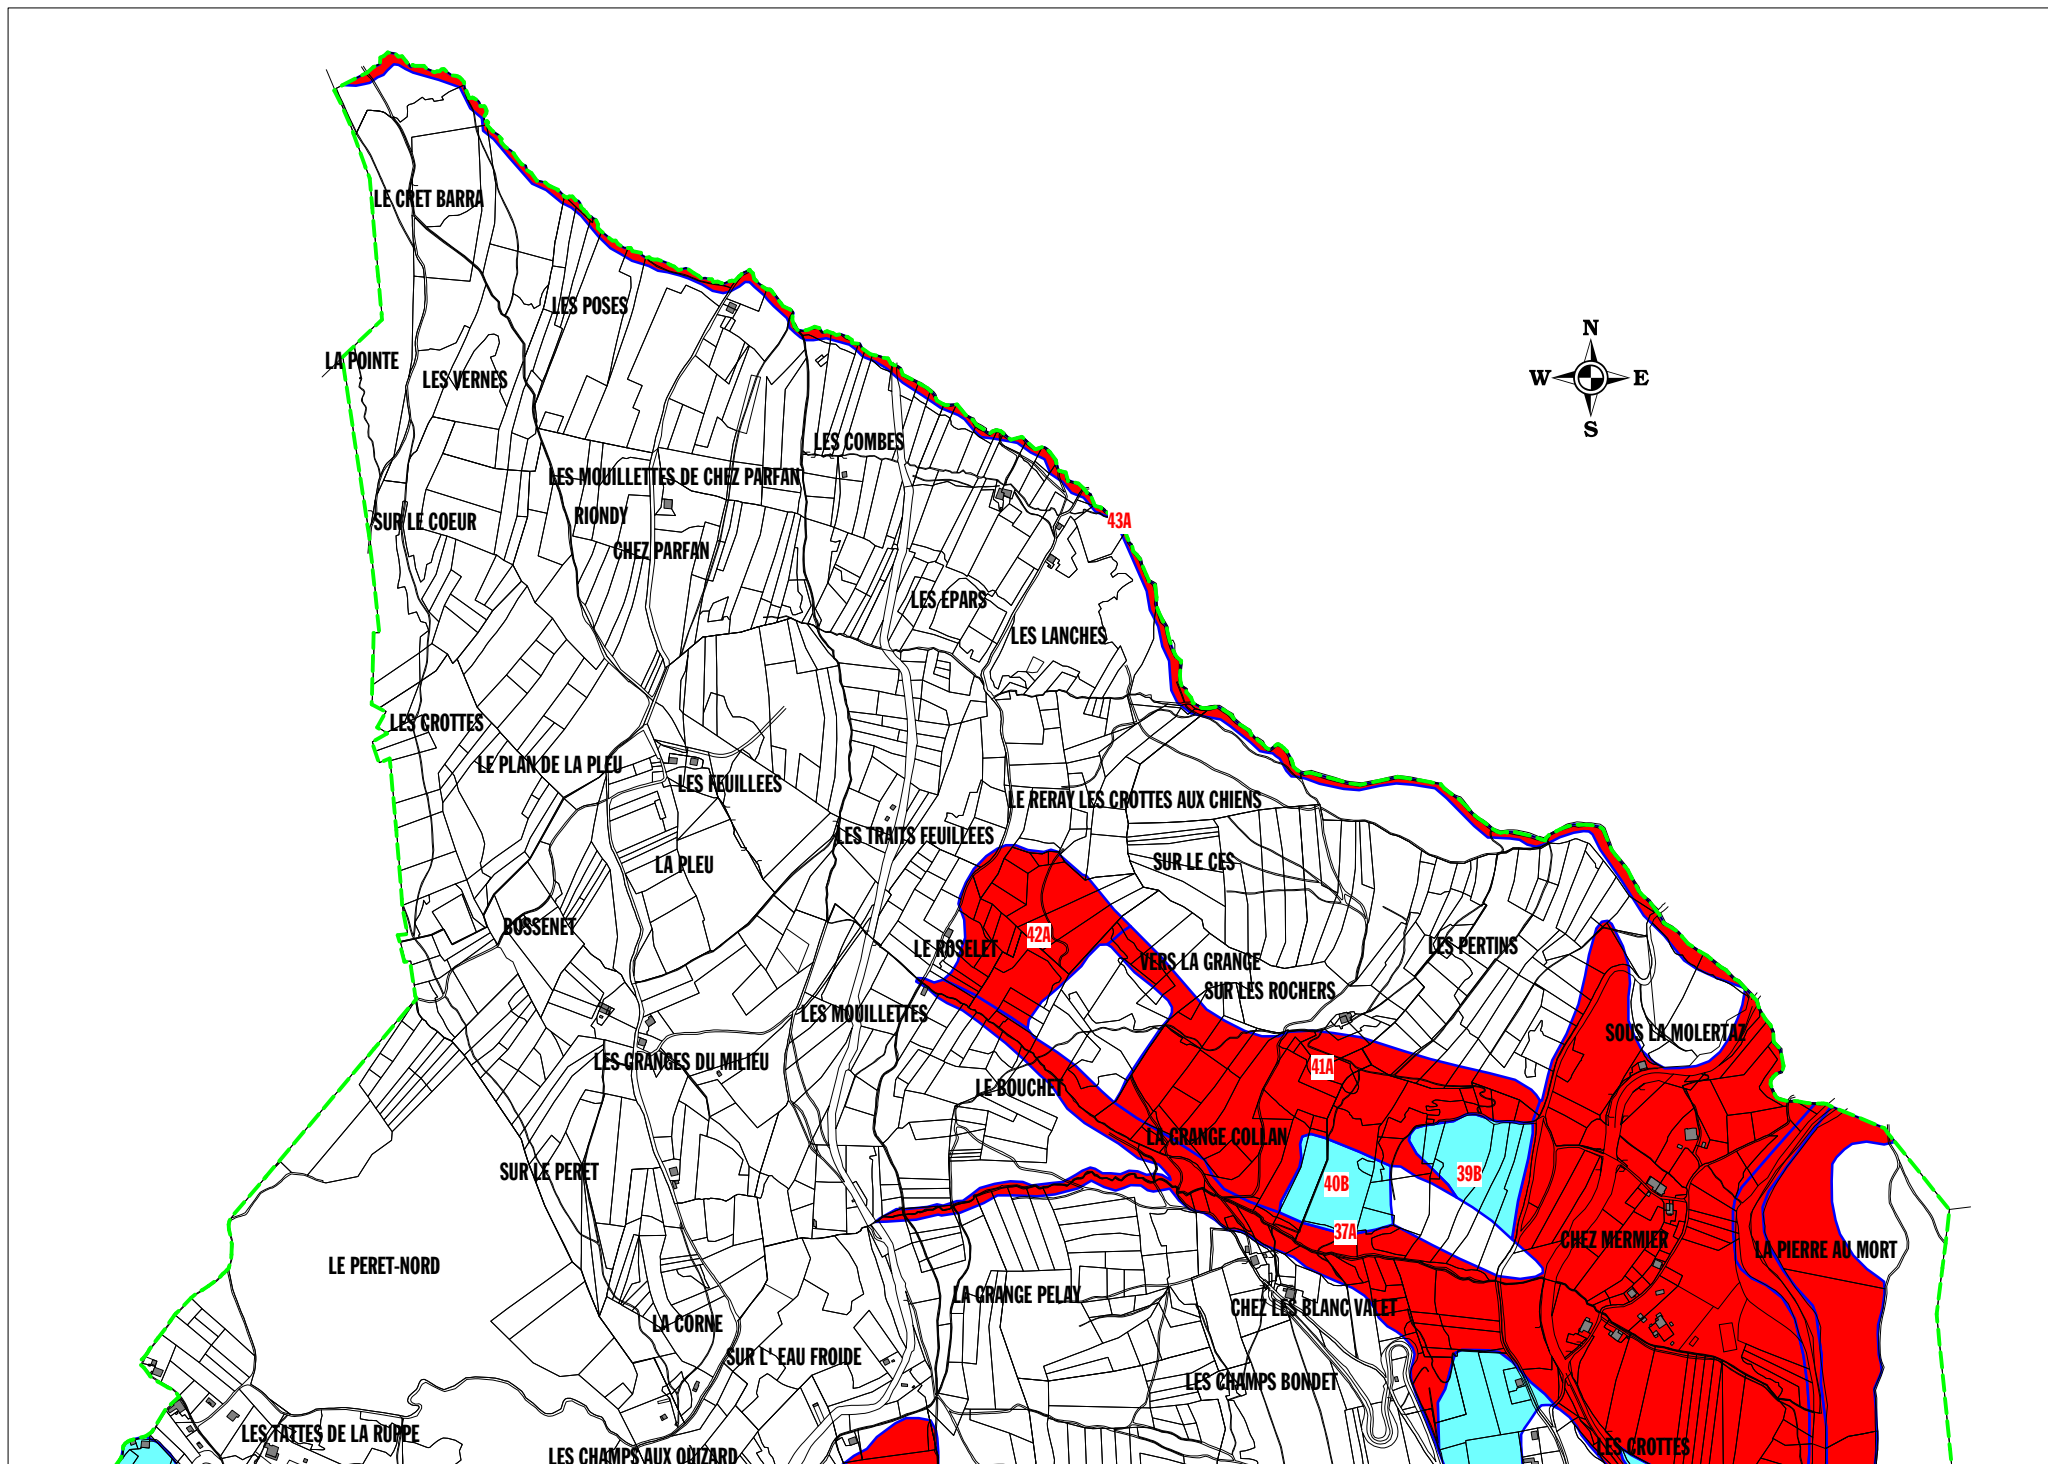 LE CRET BARRA
LES POSES
N
LA POINTE
LES VERNES
W E
S
LES COMBES
LES MOUILLETTES DE CHEZ PARFAN
SUR LE COEUR
RIONDY
43A
CHEZ PARFAN
LES EPARS
LES LANCHES
LES CROTTES
LE PLAN DE LA PLEU
LES FEUILLEES
LE RERAY LES CROTTES AUX CHIENS
LES TRAITS FEUILLEES
LA PLEU
SUR LE CES
BOSSENET
42A
LE ROSELET
LES PERTINS
VERS LA GRANGE
SUR LES ROCHERS
LES MOUILLETTES
SOUS LA MOLERTAZ
LES GRANGES DU MILIEU
41A
LE BOUCHET
LA GRANGE COLLAN
SUR LE PERET
39B
40B
37A
CHEZ MERMIER
LA PIERRE AU MORT
LE PERET-NORD
LA GRANGE PELAY
CHEZ LES BLANC VALET
LA CORNE
SUR L' EAU FROIDE
LES CHAMPS BONDET
LES TATTES DE LA RUPPE
LES CROTTES
LES CHAMPS AUX OUIZARD